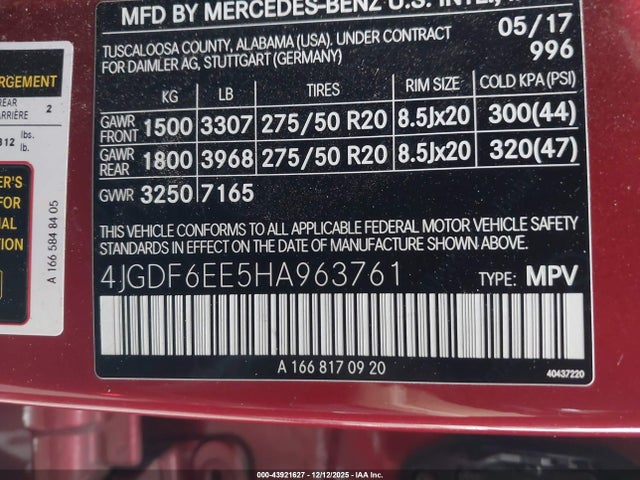 MFD BY MERCEDES-BENZ U.S. INTL.,
TUSCALOOSA COUNTY, ALABAMA (USA). UNDER CONTRACT 05/17
FOR DAIMLER AG, STUTTGART (GERMANY) 996
KG LB TIRES RIM SIZE COLD KPA (PSI)
GAWR FRONT 1500 3307 275/50 R20 8.5Jx20 300(44)
GAWR REAR 1800 3968 275/50 R20 8.5Jx20 320(47)
GVWR 3250 7165
THIS VEHICLE CONFORMS TO ALL APPLICABLE FEDERAL MOTOR VEHICLE SAFETY
STANDARDS IN EFFECT ON THE DATE OF MANUFACTURE SHOWN ABOVE.
4JGDF6EE5HA963761 TYPE: MPV
A 166 817 09 20
40437220
REAR
ARRIÈRE 2
lbs.
lb.
A 166 584 84 05
000-43921627 - 12/12/2025 - IAA Inc.